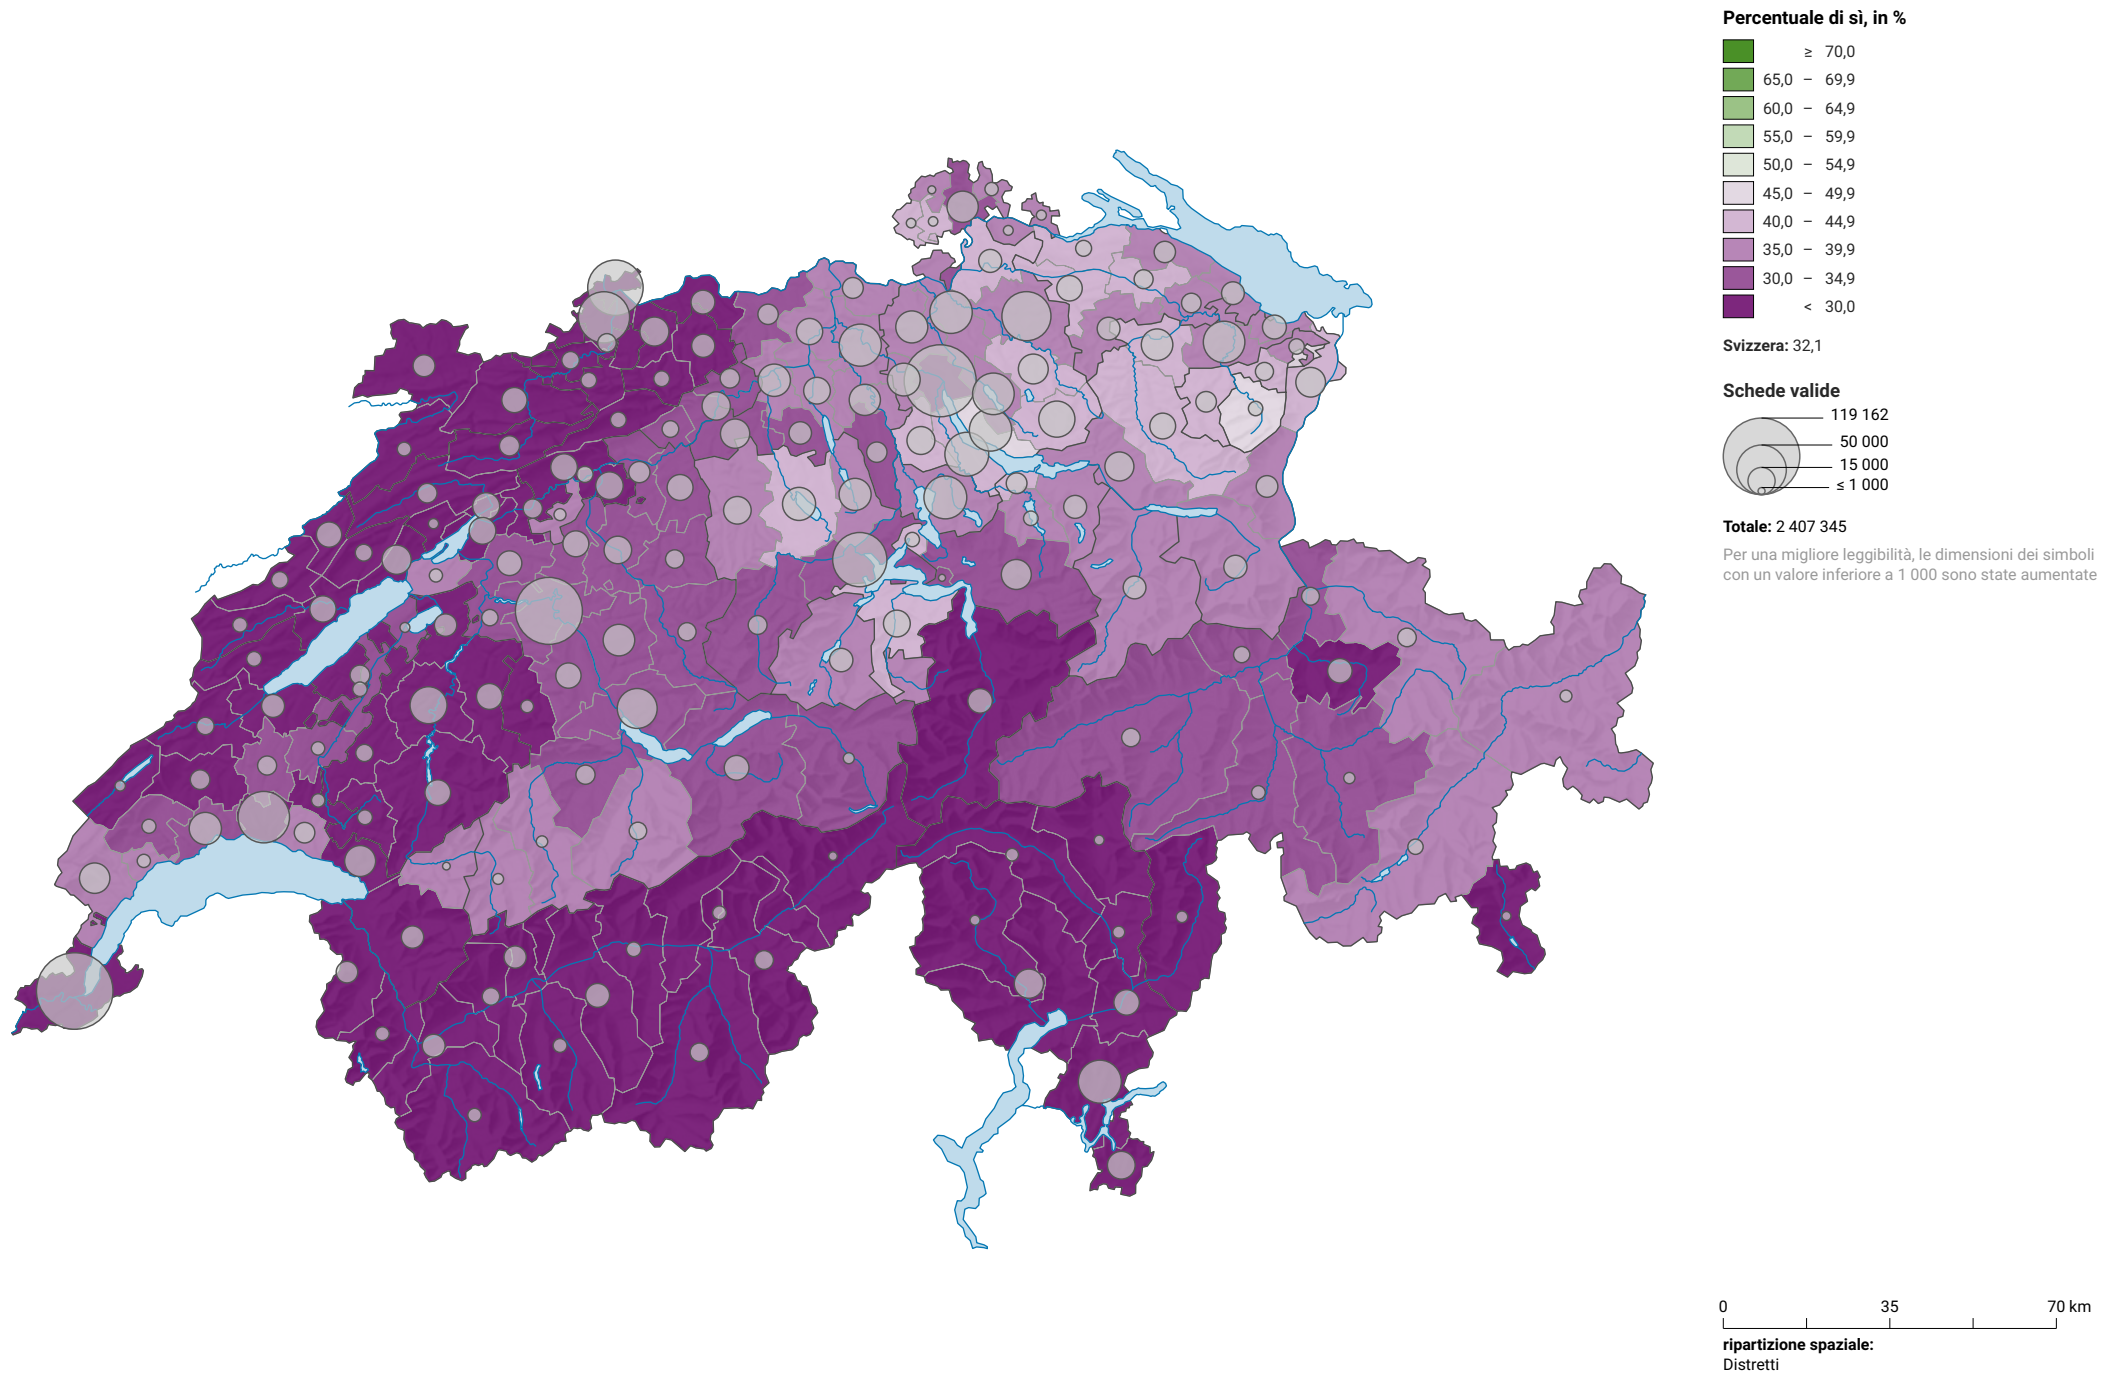 Percentuale di sì, in %
≥ 70,0
65,0 – 69,9
60,0 – 64,9
55,0 – 59,9
50,0 – 54,9
45,0 – 49,9
40,0 – 44,9
35,0 – 39,9
30,0 – 34,9
< 30,0
Svizzera: 32,1
Schede valide
119 162
50 000
15 000
≤ 1 000
Totale: 2 407 345
Per una migliore leggibilità, le dimensioni dei simboli
con un valore inferiore a 1 000 sono state aumentate
0 35 70 km
ripartizione spaziale:
Distretti